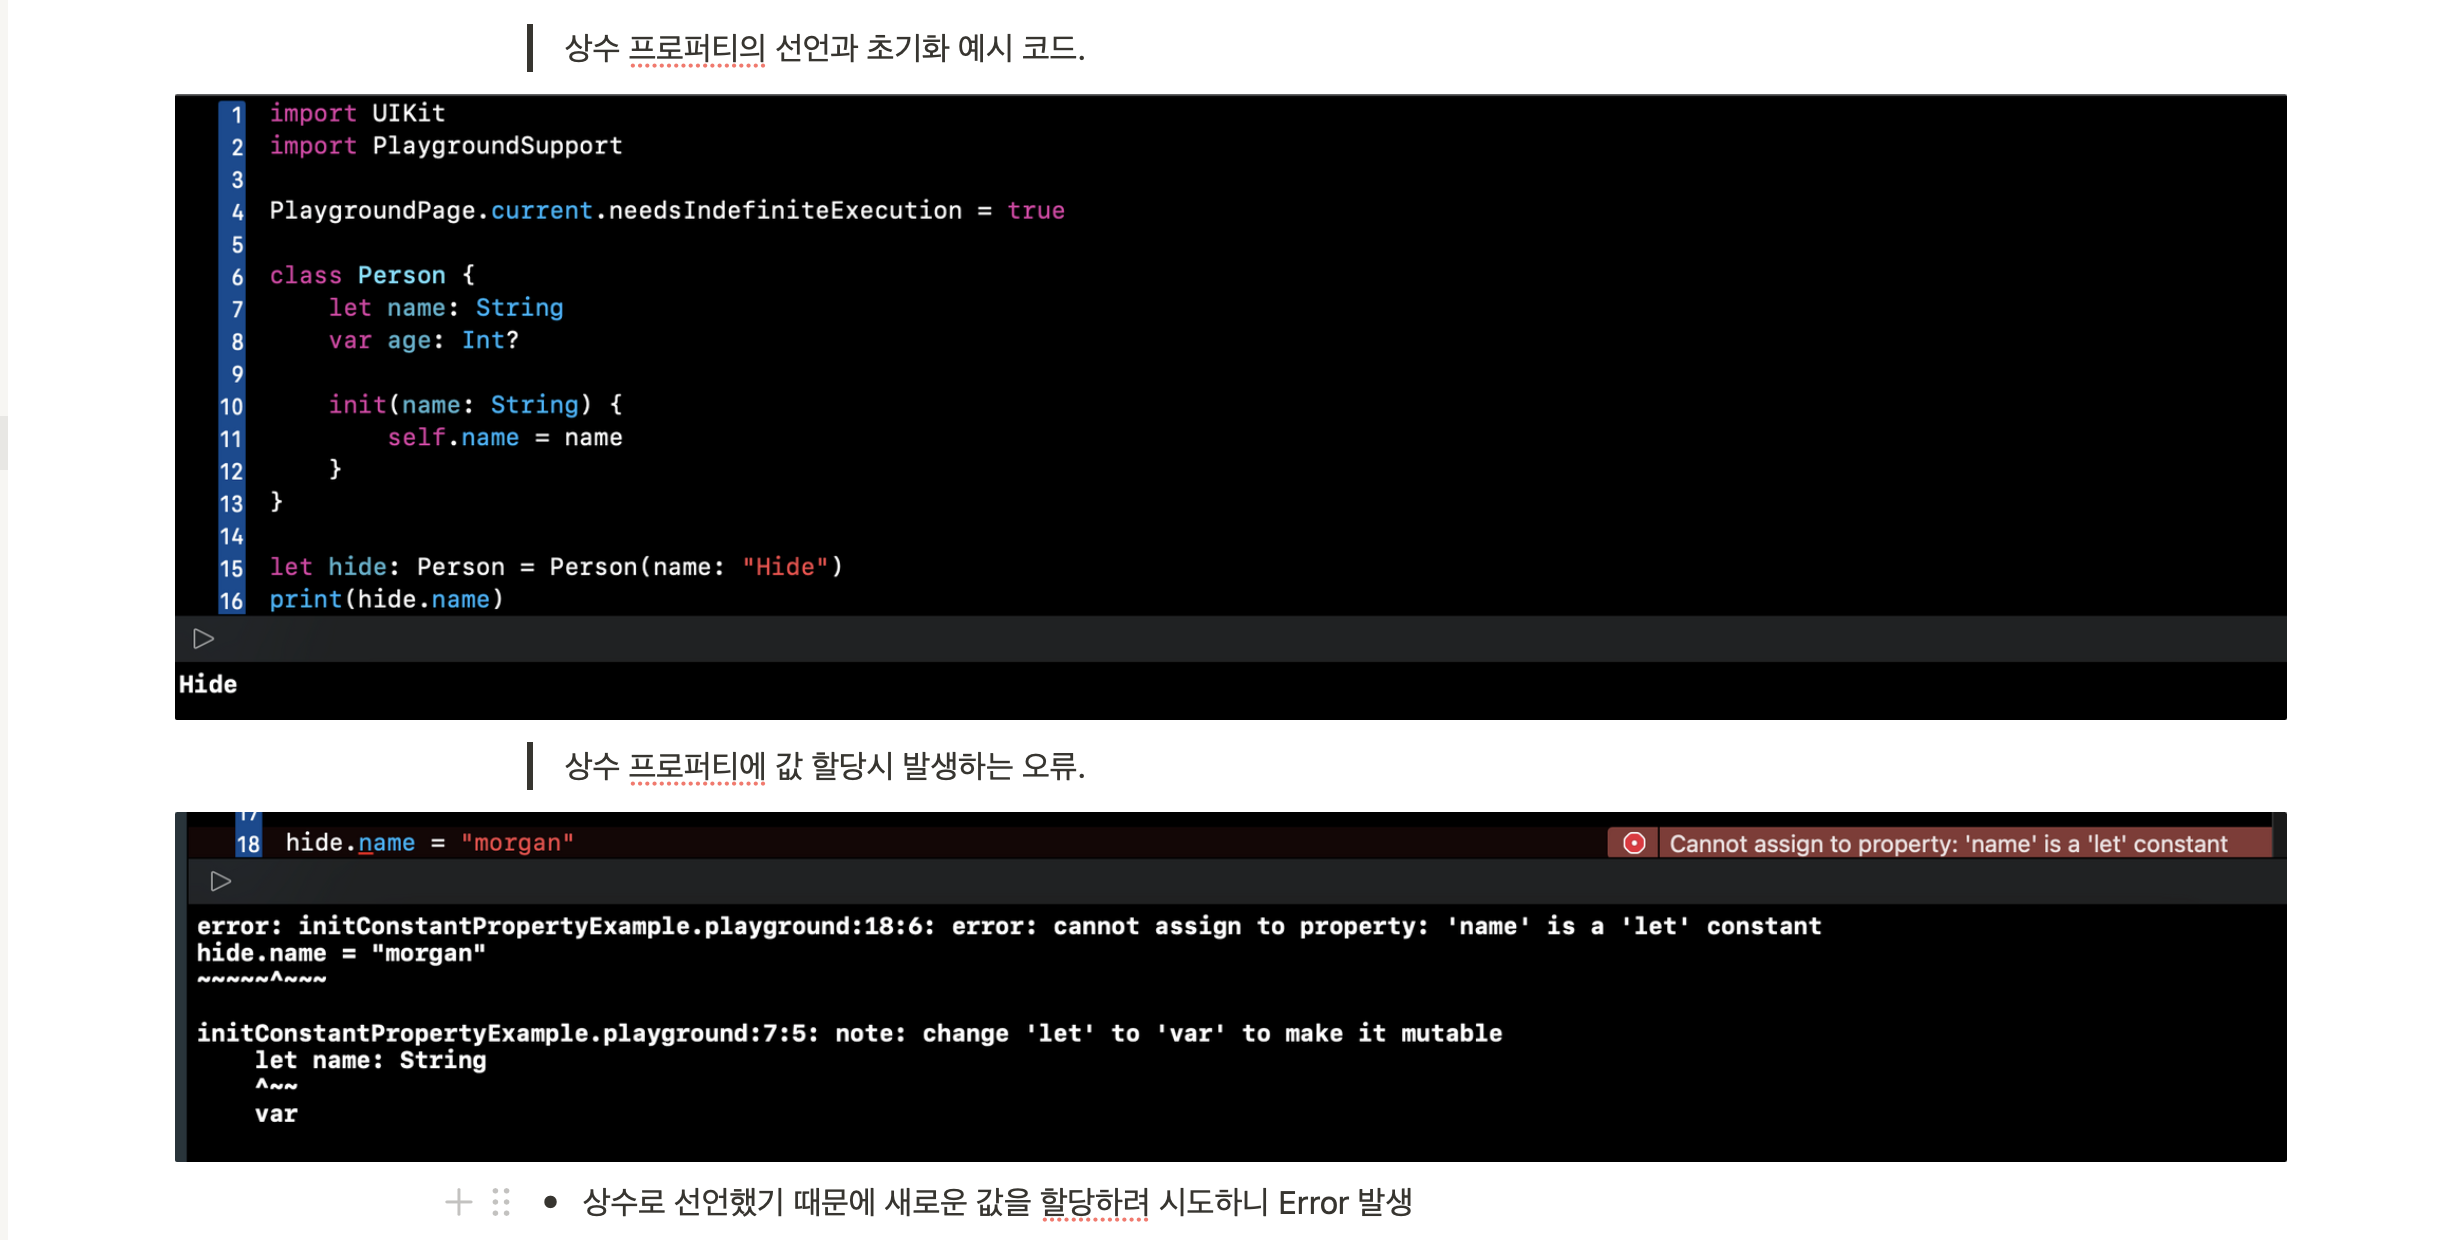 상수 프로퍼티의 선언과 초기화 예시 코드.
1 import UIKit
2 import PlaygroundSupport
3
4 PlaygroundPage.current.needsIndefiniteExecution = true
5
6 class Person {
7     let name: String
8     var age: Int?
9
10     init(name: String) {
11         self.name = name
12     }
13 }
14
15 let hide: Person = Person(name: "Hide")
16 print(hide.name)
Hide
상수 프로퍼티에 값 할당시 발생하는 오류.
17
18 hide.name = "morgan" Cannot assign to property: 'name' is a 'let' constant
error: initConstantPropertyExample.playground:18:6: error: cannot assign to property: 'name' is a 'let' constant
hide.name = "morgan"
~~~~~^~~~
initConstantPropertyExample.playground:7:5: note: change 'let' to 'var' to make it mutable
    let name: String
    ^~~
    var
• 상수로 선언했기 때문에 새로운 값을 할당하려 시도하니 Error 발생